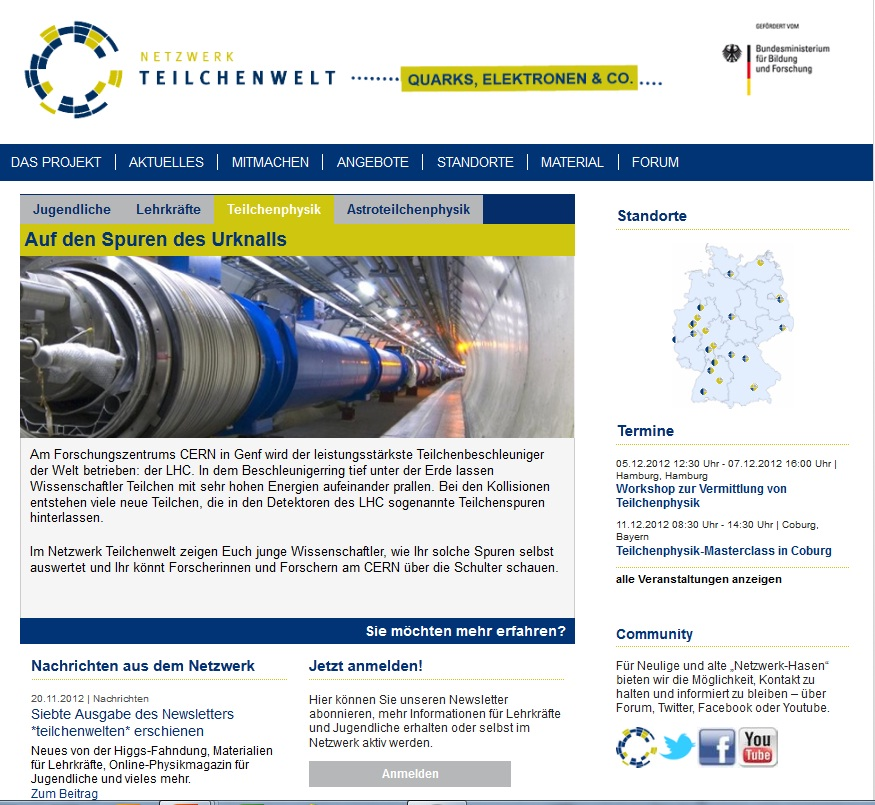 NETZWERK
TEILCHENWELT
QUARKS, ELEKTRONEN & CO.
GEFÖRDERT VOM
Bundesministerium
für Bildung
und Forschung
DAS PROJEKT
AKTUELLES
MITMACHEN
ANGEBOTE
STANDORTE
MATERIAL
FORUM
Jugendliche
Lehrkräfte
Teilchenphysik
Astroteilchenphysik
Auf den Spuren des Urknalls
Am Forschungszentrums CERN in Genf wird der leistungsstärkste Teilchenbeschleuniger
der Welt betrieben: der LHC. In dem Beschleunigerring tief unter der Erde lassen
Wissenschaftler Teilchen mit sehr hohen Energien aufeinander prallen. Bei den Kollisionen
entstehen viele neue Teilchen, die in den Detektoren des LHC sogenannte Teilchenspuren
hinterlassen.
Im Netzwerk Teilchenwelt zeigen Euch junge Wissenschaftler, wie Ihr solche Spuren selbst
auswertet und Ihr könnt Forscherinnen und Forschern am CERN über die Schulter schauen.
Sie möchten mehr erfahren?
Nachrichten aus dem Netzwerk
20.11.2012 | Nachrichten
Siebte Ausgabe des Newsletters
*teilchenwelten* erschienen
Neues von der Higgs-Fahndung, Materialien
für Lehrkräfte, Online-Physikmagazin für
Jugendliche und vieles mehr.
Zum Beitrag
Jetzt anmelden!
Hier können Sie unseren Newsletter
abonnieren, mehr Informationen für Lehrkräfte
und Jugendliche erhalten oder selbst im
Netzwerk aktiv werden.
Anmelden
Standorte
Termine
05.12.2012 12:30 Uhr - 07.12.2012 16:00 Uhr |
Hamburg, Hamburg
Workshop zur Vermittlung von
Teilchenphysik
11.12.2012 08:30 Uhr - 14:30 Uhr | Coburg,
Bayern
Teilchenphysik-Masterclass in Coburg
alle Veranstaltungen anzeigen
Community
Für Neulige und alte „Netzwerk-Hasen“
bieten wir die Möglichkeit, Kontakt zu
halten und informiert zu bleiben – über
Forum, Twitter, Facebook oder Youtube.
f
You
Tube